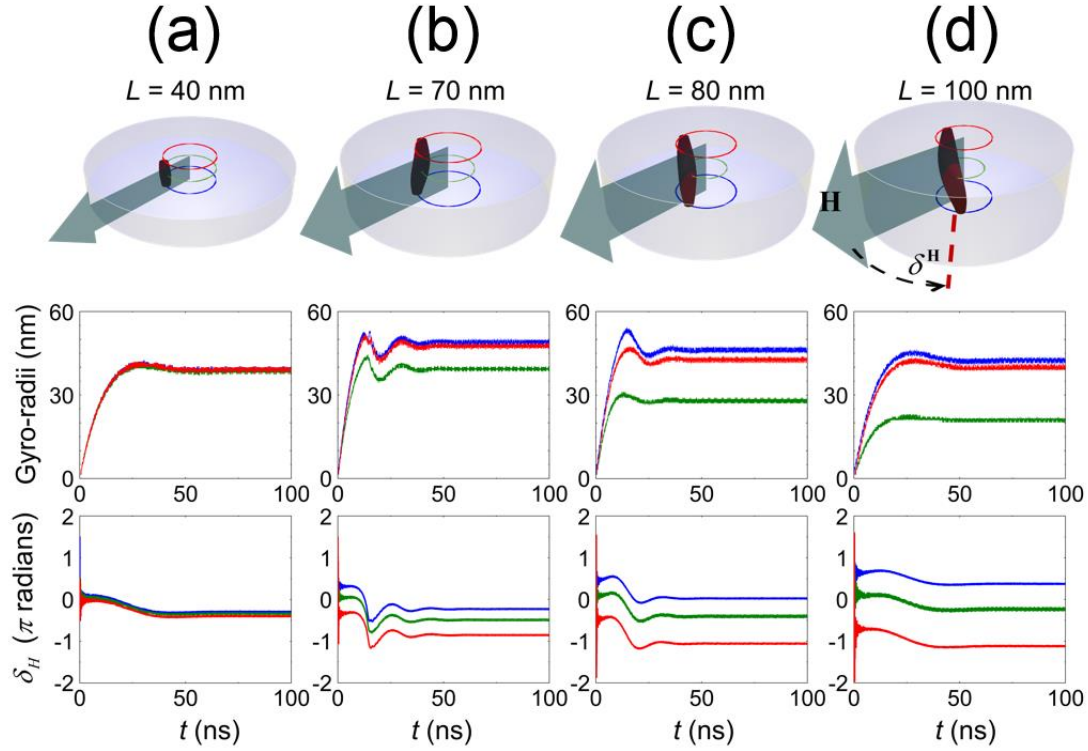 (a) (b) (c) (d)
L = 40 nm L = 70 nm L = 80 nm L = 100 nm
H
δ^H
Gyro-radii (nm)
60 60 60 60
30 30 30 30
0 0 0 0
0 50 100 0 50 100 0 50 100 0 50 100
δ_H (π radians)
2 2 2 2
1 1 1 1
0 0 0 0
-1 -1 -1 -1
-2 -2 -2 -2
0 50 100 0 50 100 0 50 100 0 50 100
t (ns) t (ns) t (ns) t (ns)